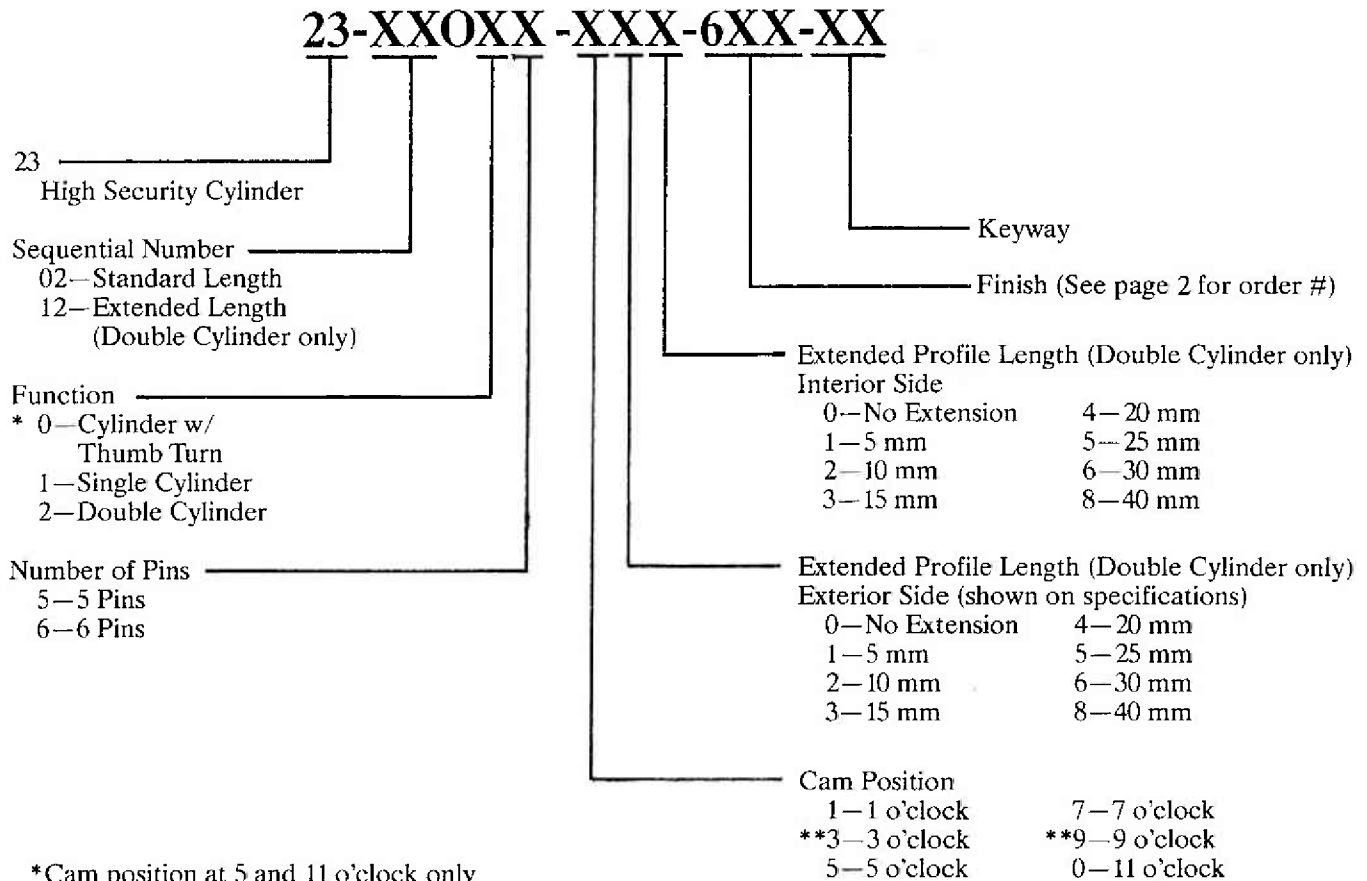 23-XXOXX -XXX-6XX-XX
23
High Security Cylinder
Sequential Number
02—Standard Length
12—Extended Length
(Double Cylinder only)
Function
* 0—Cylinder w/
Thumb Turn
1—Single Cylinder
2—Double Cylinder
Number of Pins
5—5 Pins
6—6 Pins
Keyway
Finish (See page 2 for order #)
Extended Profile Length (Double Cylinder only)
Interior Side
0—No Extension 4—20 mm
1—5 mm 5—25 mm
2—10 mm 6—30 mm
3—15 mm 8—40 mm
Extended Profile Length (Double Cylinder only)
Exterior Side (shown on specifications)
0—No Extension 4—20 mm
1—5 mm 5—25 mm
2—10 mm 6—30 mm
3—15 mm 8—40 mm
Cam Position
1—1 o'clock 7—7 o'clock
**3—3 o'clock **9—9 o'clock
5—5 o'clock 0—11 o'clock
*Cam position at 5 and 11 o'clock only